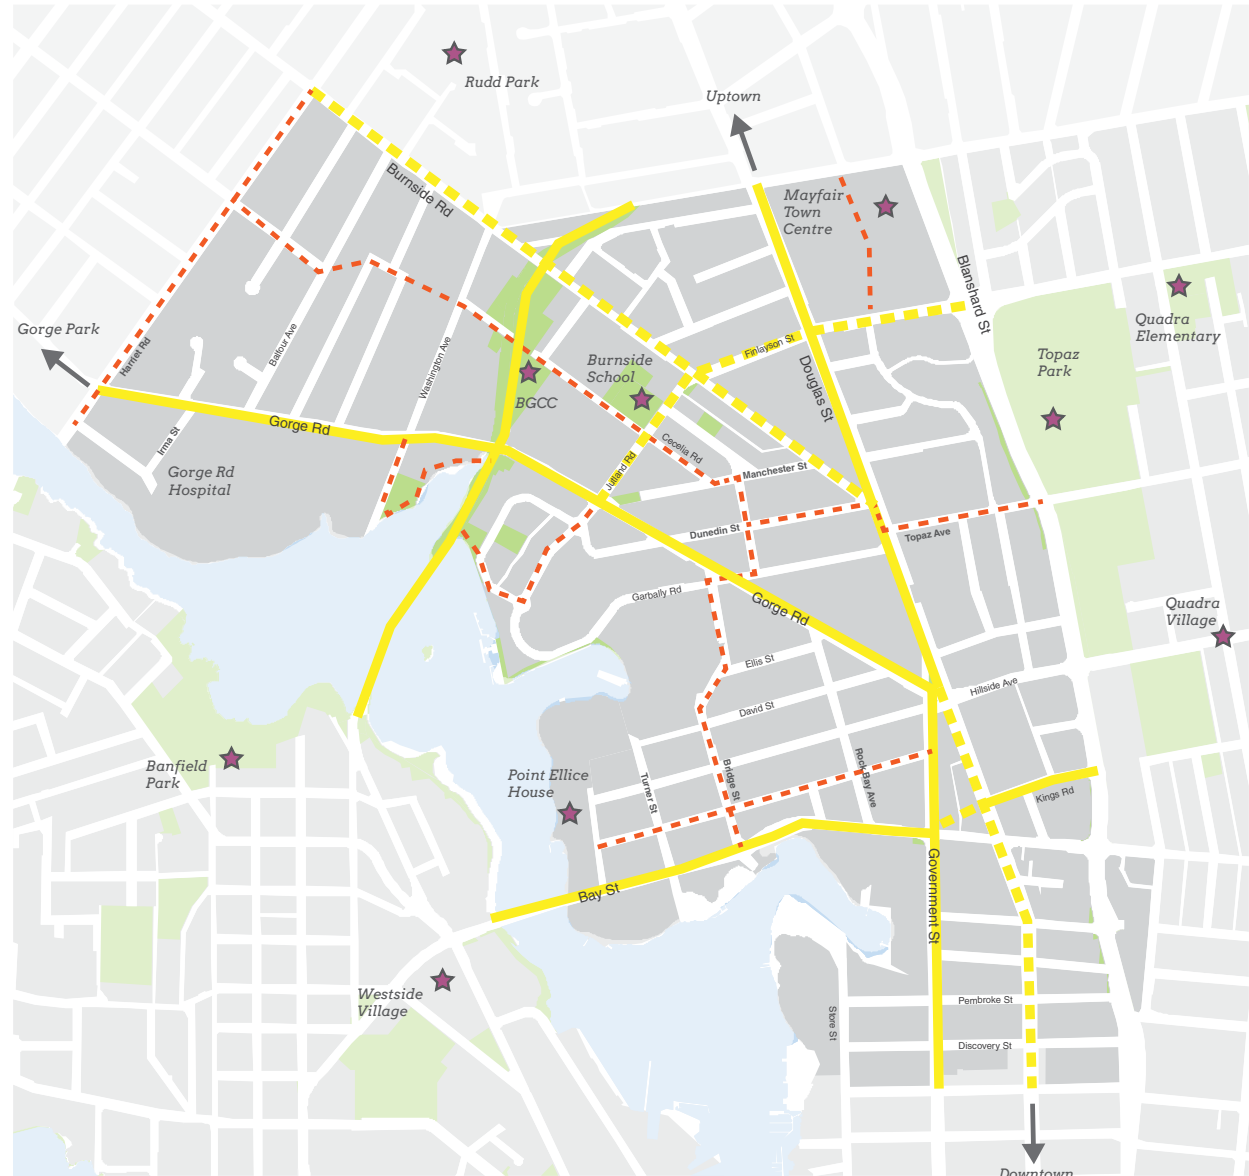 Rudd Park
Uptown
Burnside Rd
Mayfair
Town
Centre
Blanshard St
Quadra
Elementary
Gorge Park
Harriet Rd
Balfour Ave
Washington Ave
Burnside
School
Finlayson St
Douglas St
Topaz
Park
BGCC
Gorge Rd
Irma St
Gorge Rd
Hospital
Jutland Rd
Cecelia Rd
Manchester St
Dunedin St
Topaz Ave
Garbally Rd
Gorge Rd
Quadra
Village
Ellis St
Hillside Ave
David St
Banfield
Park
Point Ellice
House
Turner St
Bridge St
Rock Bay Ave
Kings Rd
Bay St
Government St
Westside
Village
Store St
Pembroke St
Discovery St
Downtown